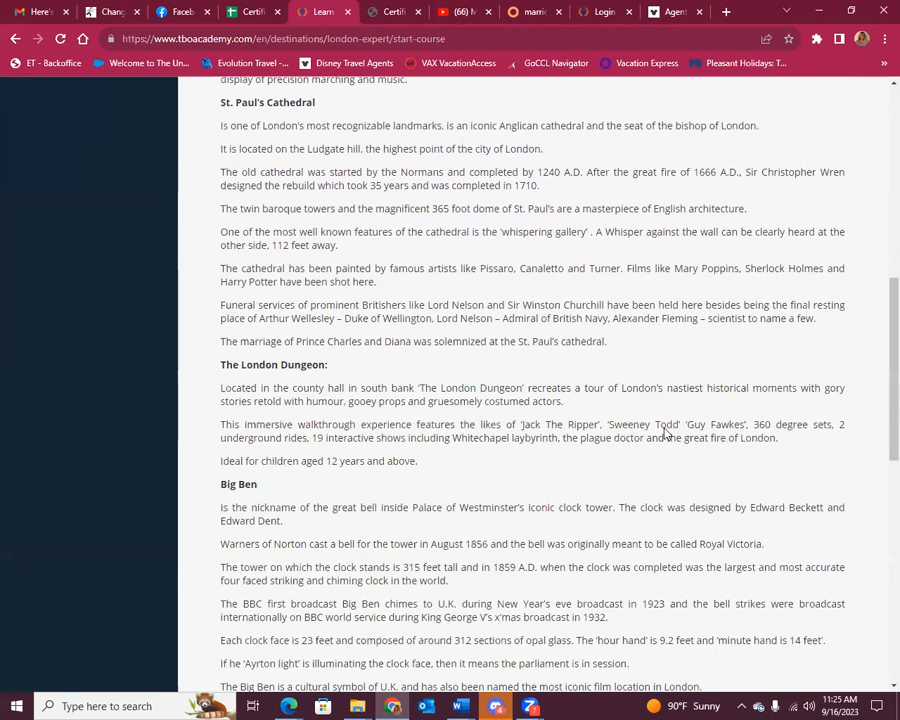 Here's
Chang
Faceb
Certifi
Learn
Certifi
(66) M
marri
Login
Agent
https://www.tboacademy.com/en/destinations/london-expert/start-course
ET - Backoffice
Welcome to The Un...
Evolution Travel -...
Disney Travel Agents
VAX VacationAccess
GoCCL Navigator
Vacation Express
Pleasant Holidays: T...
display of precision marching and music.
St. Paul's Cathedral
Is one of London's most recognizable landmarks, is an iconic Anglican cathedral and the seat of the bishop of London.
It is located on the Ludgate hill, the highest point of the city of London.
The old cathedral was started by the Normans and completed by 1240 A.D. After the great fire of 1666 A.D., Sir Christopher Wren
designed the rebuild which took 35 years and was completed in 1710.
The twin baroque towers and the magnificent 365 foot dome of St. Paul's are a masterpiece of English architecture.
One of the most well known features of the cathedral is the 'whispering gallery' . A Whisper against the wall can be clearly heard at the
other side, 112 feet away.
The cathedral has been painted by famous artists like Pissaro, Canaletto and Turner. Films like Mary Poppins, Sherlock Holmes and
Harry Potter have been shot here.
Funeral services of prominent Britishers like Lord Nelson and Sir Winston Churchill have been held here besides being the final resting
place of Arthur Wellesley – Duke of Wellington, Lord Nelson – Admiral of British Navy, Alexander Fleming – scientist to name a few.
The marriage of Prince Charles and Diana was solemnized at the St. Paul's cathedral.
The London Dungeon:
Located in the county hall in south bank 'The London Dungeon' recreates a tour of London's nastiest historical moments with gory
stories retold with humour, gooey props and gruesomely costumed actors.
This immersive walkthrough experience features the likes of 'Jack The Ripper', 'Sweeney Todd' 'Guy Fawkes', 360 degree sets, 2
underground rides, 19 interactive shows including Whitechapel laybyrinth, the plague doctor and the great fire of London.
Ideal for children aged 12 years and above.
Big Ben
Is the nickname of the great bell inside Palace of Westminster's iconic clock tower. The clock was designed by Edward Beckett and
Edward Dent.
Warners of Norton cast a bell for the tower in August 1856 and the bell was originally meant to be called Royal Victoria.
The tower on which the clock stands is 315 feet tall and in 1859 A.D. when the clock was completed was the largest and most accurate
four faced striking and chiming clock in the world.
The BBC first broadcast Big Ben chimes to U.K. during New Year's eve broadcast in 1923 and the bell strikes were broadcast
internationally on BBC world service during King George V's x'mas broadcast in 1932.
Each clock face is 23 feet and composed of around 312 sections of opal glass. The 'hour hand' is 9.2 feet and 'minute hand is 14 feet'.
If he 'Ayrton light' is illuminating the clock face, then it means the parliament is in session.
The Big Ben is a cultural symbol of U.K. and has also been named the most iconic film location in London.
Type here to search
90°F Sunny
11:25 AM
9/16/2023